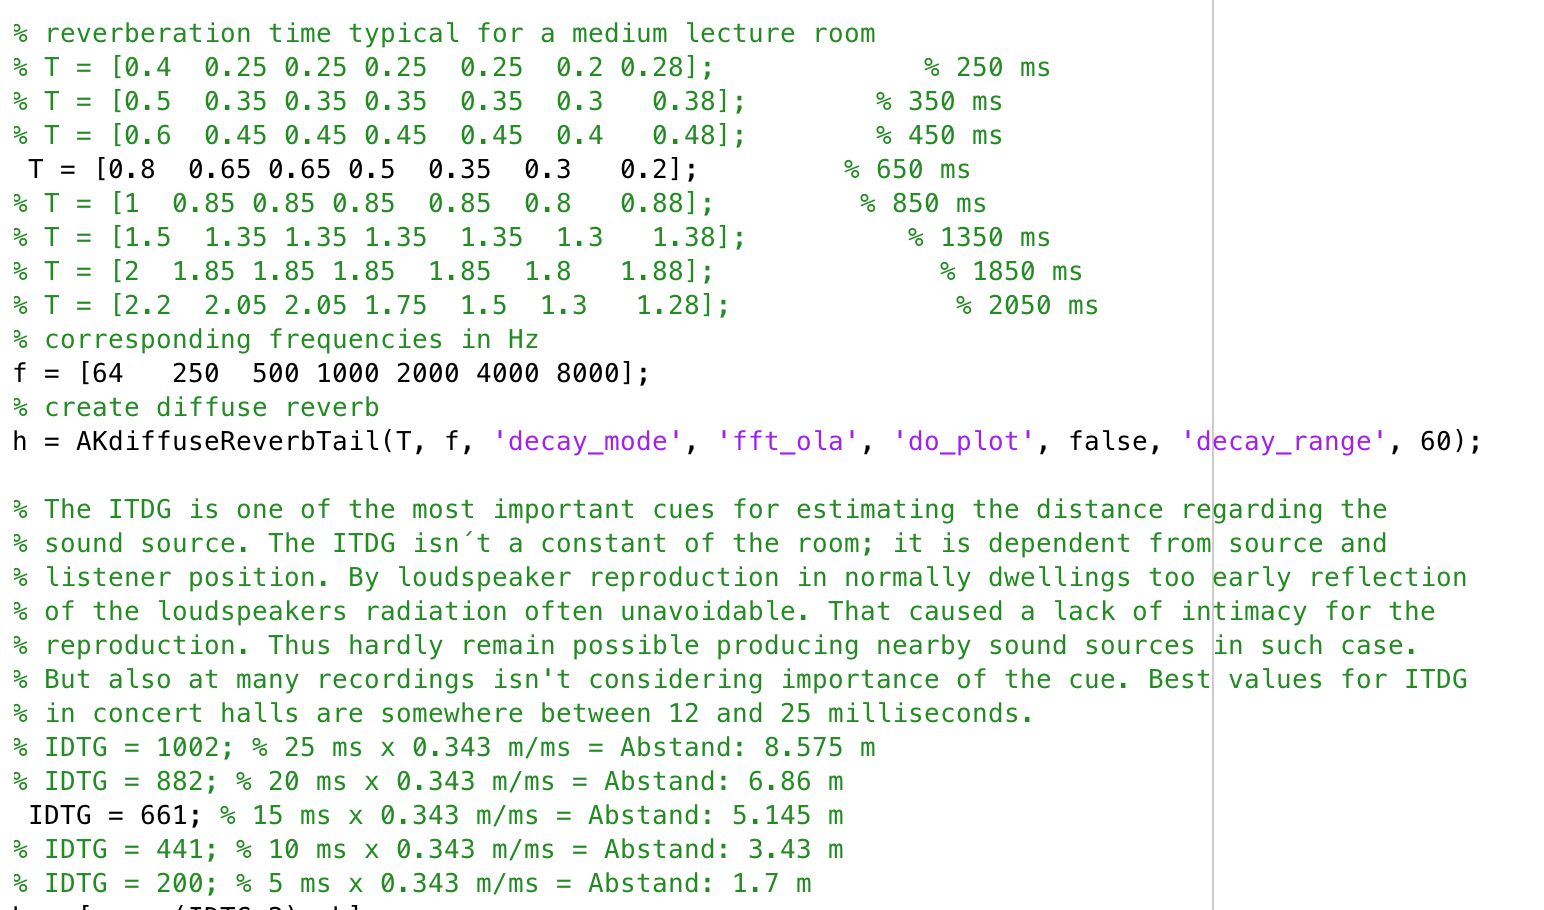 % reverberation time typical for a medium lecture room
% T = [0.4  0.25 0.25 0.25  0.25  0.2 0.28];             % 250 ms
% T = [0.5  0.35 0.35 0.35  0.35  0.3   0.38];        % 350 ms
% T = [0.6  0.45 0.45 0.45  0.45  0.4   0.48];        % 450 ms
 T = [0.8  0.65 0.65 0.5  0.35  0.3   0.2];         % 650 ms
% T = [1  0.85 0.85 0.85  0.85  0.8   0.88];         % 850 ms
% T = [1.5  1.35 1.35 1.35  1.35  1.3   1.38];          % 1350 ms
% T = [2  1.85 1.85 1.85  1.85  1.8   1.88];              % 1850 ms
% T = [2.2  2.05 2.05 1.75  1.5  1.3   1.28];              % 2050 ms
% corresponding frequencies in Hz
f = [64   250  500 1000 2000 4000 8000];
% create diffuse reverb
h = AKdiffuseReverbTail(T, f, 'decay_mode', 'fft_ola', 'do_plot', false, 'decay_range', 60);
% The ITDG is one of the most important cues for estimating the distance regarding the
% sound source. The ITDG isn´t a constant of the room; it is dependent from source and
% listener position. By loudspeaker reproduction in normally dwellings too early reflection
% of the loudspeakers radiation often unavoidable. That caused a lack of intimacy for the
% reproduction. Thus hardly remain possible producing nearby sound sources in such case.
% But also at many recordings isn't considering importance of the cue. Best values for ITDG
% in concert halls are somewhere between 12 and 25 milliseconds.
% IDTG = 1002; % 25 ms x 0.343 m/ms = Abstand: 8.575 m
% IDTG = 882; % 20 ms x 0.343 m/ms = Abstand: 6.86 m
 IDTG = 661; % 15 ms x 0.343 m/ms = Abstand: 5.145 m
% IDTG = 441; % 10 ms x 0.343 m/ms = Abstand: 3.43 m
% IDTG = 200; % 5 ms x 0.343 m/ms = Abstand: 1.7 m